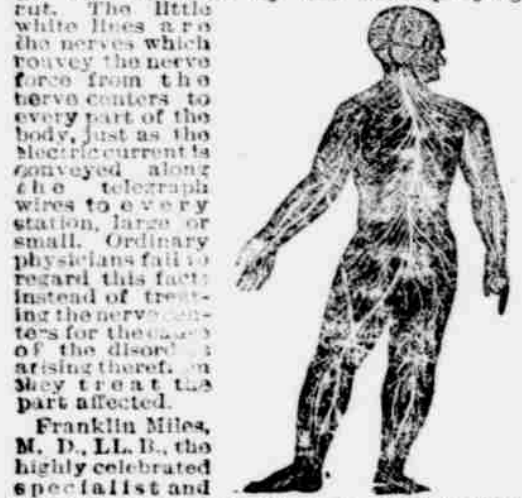 cut. The little
white lines are
the nerves which
convey the nerve
force from the
nerve centers to
every part of the
body, just as the
electric current is
conveyed along
the telegraph
wires to every
station, large or
small. Ordinary
physicians fail to
regard this fact;
instead of treat-
ing the nerve cen-
ters for the cause
of the disorders
arising therefrom
they treat the
part affected.
Franklin Miles,
M. D., LL. B., the
highly celebrated
specialist and